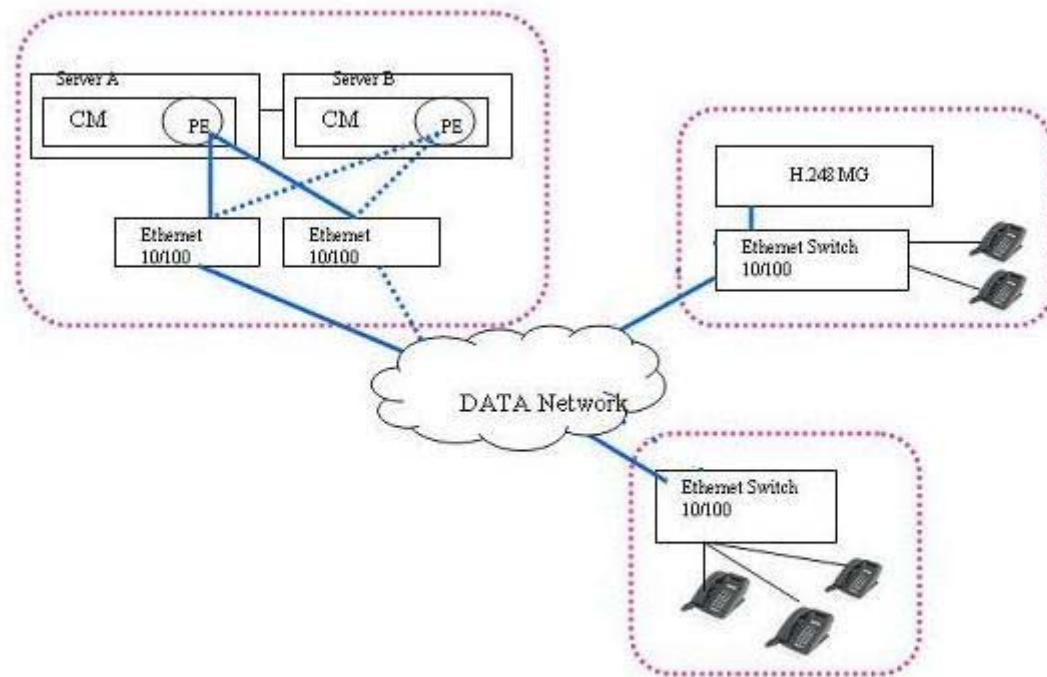 Server A
Server B
CM
PE
CM
PE
Ethernet
10/100
Ethernet
10/100
H.248 MG
Ethernet Switch
10/100
DATA Network
Ethernet Switch
10/100